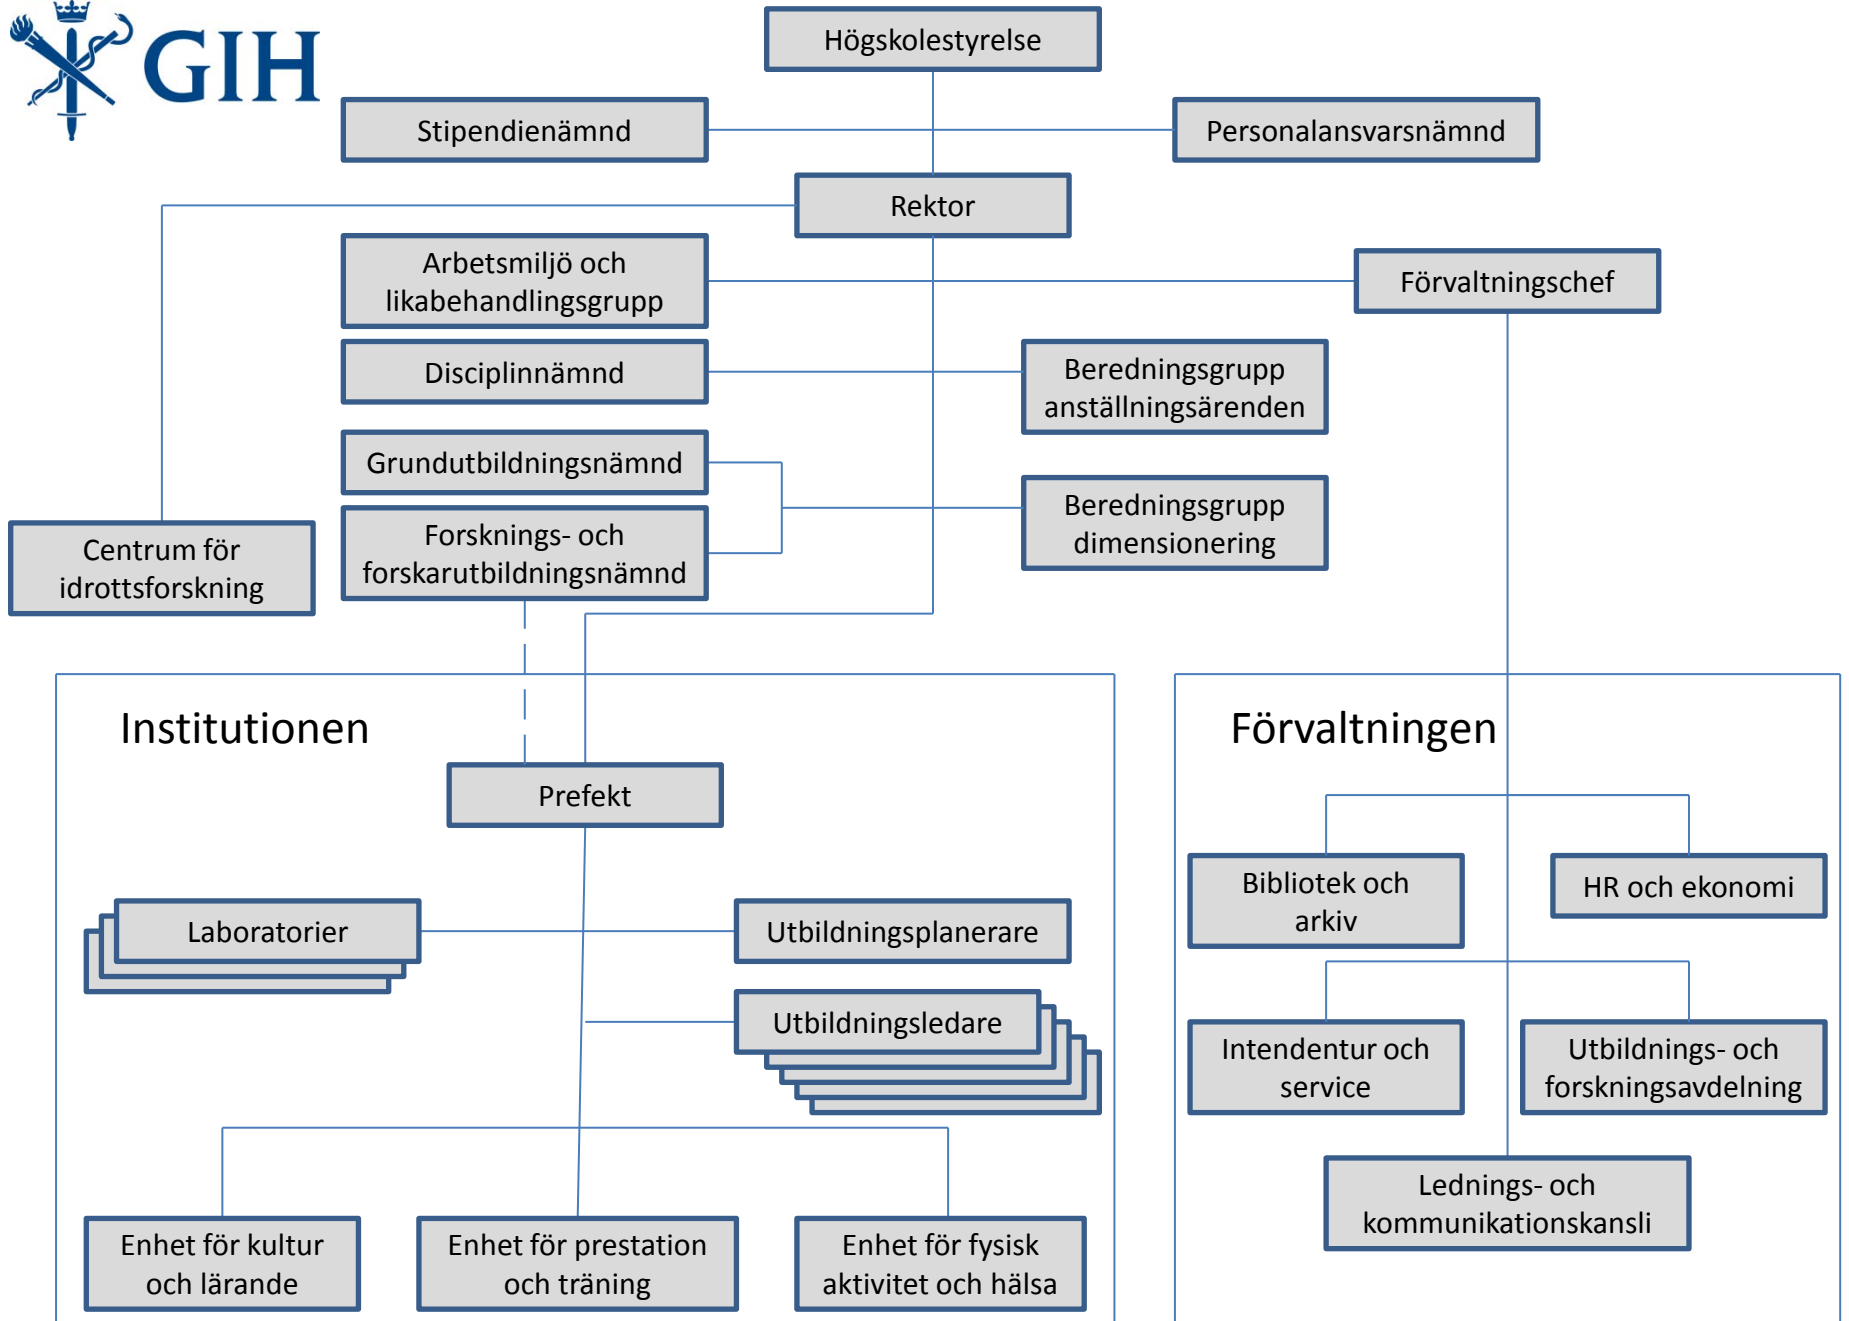 GIH
Högskolestyrelse
Stipendienämnd
Personalansvarsnämnd
Rektor
Arbetsmiljö och
likabehandlingsgrupp
Förvaltningschef
Disciplinnämnd
Beredningsgrupp
anställningsärenden
Grundutbildningsnämnd
Beredningsgrupp
dimensionering
Forsknings- och
forskarutbildningsnämnd
Centrum för
idrottsforskning
Institutionen
Prefekt
Laboratorier
Utbildningsplanerare
Utbildningsledare
Enhet för kultur
och lärande
Enhet för prestation
och träning
Enhet för fysisk
aktivitet och hälsa
Förvaltningen
Bibliotek och
arkiv
HR och ekonomi
Intendentur och
service
Utbildnings- och
forskningsavdelning
Lednings- och
kommunikationskansli